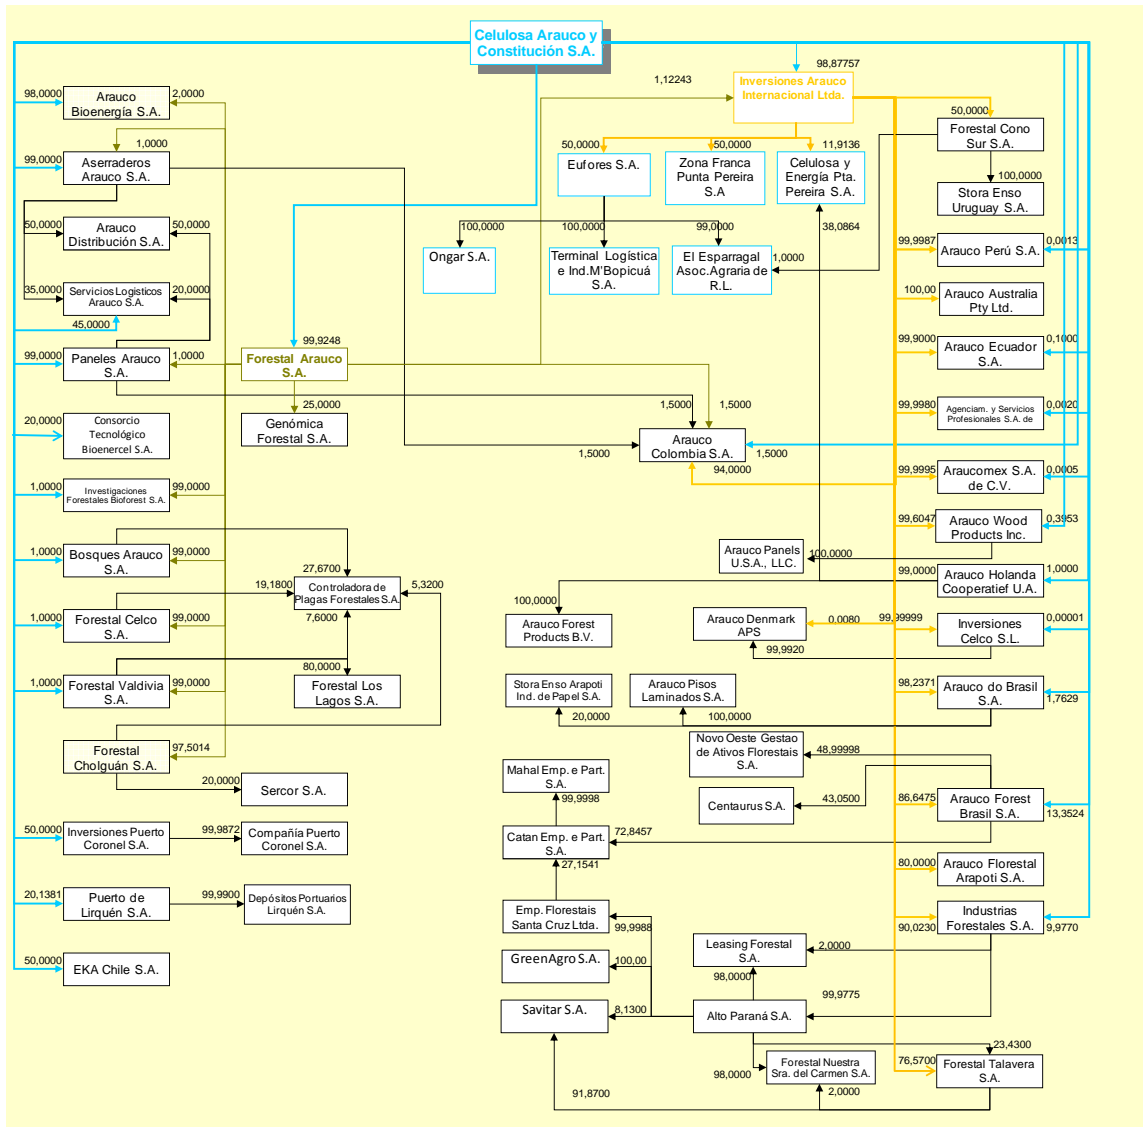 Celulosa Arauco y
Constitución S.A.
98,87757
1,12243
Inversiones Arauco
Internacional Ltda.
98,0000
Arauco
Bioenergía S.A.
2,0000
50,0000
Forestal Cono
Sur S.A.
1,0000
99,0000
Aserraderos
Arauco S.A.
50,0000
Eufores S.A.
50,0000
Zona Franca
Punta Pereira
S.A
11,9136
Celulosa y
Energía Pta.
Pereira S.A.
100,0000
Stora Enso
Uruguay S.A.
50,0000
Arauco
Distribución S.A.
50,0000
100,0000
Ongar S.A.
100,0000
Terminal Logística
e Ind.M'Bopicuá
S.A.
99,0000
El Esparragal
Asoc.Agraria de
R.L.
1,0000
38,0864
99,9987
Arauco Perú S.A.
0,0013
35,0000
Servicios Logisticos
Arauco S.A.
20,0000
45,0000
100,00
Arauco Australia
Pty Ltd.
99,0000
Paneles Arauco
S.A.
1,0000
99,9248
Forestal Arauco
S.A.
99,9000
Arauco Ecuador
S.A.
0,1000
25,0000
Genómica
Forestal S.A.
20,0000
Consorcio
Tecnológico
Bioenercel S.A.
1,5000
1,5000
99,9980
Agenciam. y Servicios
Profesionales S.A. de
0,0020
1,5000
Arauco
Colombia S.A.
1,5000
94,0000
1,0000
Investigaciones
Forestales Bioforest S.A.
99,0000
99,9995
Araucomex S.A.
de C.V.
0,0005
99,6047
Arauco Wood
Products Inc.
0,3953
1,0000
Bosques Arauco
S.A.
99,0000
Arauco Panels
U.S.A., LLC.
100,0000
27,6700
19,1800
Controladora de
Plagas Forestales S.A.
5,3200
7,6000
99,0000
Arauco Holanda
Cooperatief U.A.
1,0000
100,0000
Arauco Forest
Products B.V.
1,0000
Forestal Celco
S.A.
99,0000
Arauco Denmark
APS
0,0080
99,99999
Inversiones
Celco S.L.
0,00001
99,9920
1,0000
Forestal Valdivia
S.A.
99,0000
80,0000
Forestal Los
Lagos S.A.
Stora Enso Arapoti
Ind. de Papel S.A.
20,0000
Arauco Pisos
Laminados S.A.
100,0000
98,2371
Arauco do Brasil
S.A.
1,7629
Forestal
Cholguán S.A.
97,5014
Novo Oeste Gestao
de Ativos Florestais
S.A.
48,99998
20,0000
Sercor S.A.
Mahal Emp. e Part.
S.A.
99,9998
Centaurus S.A.
43,0500
86,6475
Arauco Forest
Brasil S.A.
13,3524
50,0000
Inversiones Puerto
Coronel S.A.
99,9872
Compañía Puerto
Coronel S.A.
Catan Emp. e Part.
S.A.
72,8457
27,1541
80,0000
Arauco Florestal
Arapoti S.A.
20,1381
Puerto de
Lirquén S.A.
99,9900
Depósitos Portuarios
Lirquén S.A.
Emp. Florestais
Santa Cruz Ltda.
99,9988
90,0230
Industrias
Forestales S.A.
9,9770
50,0000
EKA Chile S.A.
GreenAgro S.A.
100,00
Leasing Forestal
S.A.
2,0000
98,0000
99,9775
Savitar S.A.
8,1300
Alto Paraná S.A.
23,4300
98,0000
Forestal Nuestra
Sra. del Carmen S.A.
2,0000
76,5700
Forestal Talavera
S.A.
91,8700